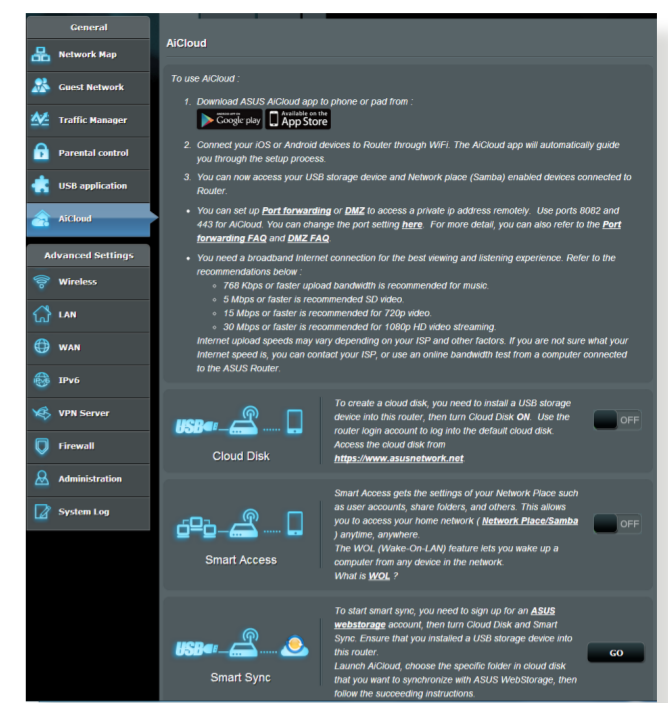 General
Network Map
Guest Network
Traffic Manager
Parental control
USB application
AiCloud
Advanced Settings
Wireless
LAN
WAN
IPv6
VPN Server
Firewall
Administration
System Log
AiCloud
To use AiCloud :
1. Download ASUS AiCloud app to phone or pad from :
Google play
Available on the
App Store
2. Connect your iOS or Android devices to Router through WiFi. The AiCloud app will automatically guide
you through the setup process.
3. You can now access your USB storage device and Network place (Samba) enabled devices connected to
Router.
• You can set up Port forwarding or DMZ to access a private ip address remotely. Use ports 8082 and
443 for AiCloud. You can change the port setting here. For more detail, you can also refer to the Port
forwarding FAQ and DMZ FAQ.
• You need a broadband Internet connection for the best viewing and listening experience. Refer to the
recommendations below :
768 Kbps or faster upload bandwidth is recommended for music.
5 Mbps or faster is recommended SD video.
15 Mbps or faster is recommended for 720p video.
30 Mbps or faster is recommended for 1080p HD video streaming.
Internet upload speeds may vary depending on your ISP and other factors. If you are not sure what your
Internet speed is, you can contact your ISP, or use an online bandwidth test from a computer connected
to the ASUS Router.
USB
Cloud Disk
To create a cloud disk, you need to install a USB storage
device into this router, then turn Cloud Disk ON. Use the
router login account to log into the default cloud disk.
Access the cloud disk from
https://www.asusnetwork.net.
OFF
Smart Access
Smart Access gets the settings of your Network Place such
as user accounts, share folders, and others. This allows
you to access your home network ( Network Place/Samba
) anytime, anywhere.
The WOL (Wake-On-LAN) feature lets you wake up a
computer from any device in the network.
What is WOL ?
OFF
USB
Smart Sync
To start smart sync, you need to sign up for an ASUS
webstorage account, then turn Cloud Disk and Smart
Sync. Ensure that you installed a USB storage device into
this router.
Launch AiCloud, choose the specific folder in cloud disk
that you want to synchronize with ASUS WebStorage, then
follow the succeeding instructions.
GO